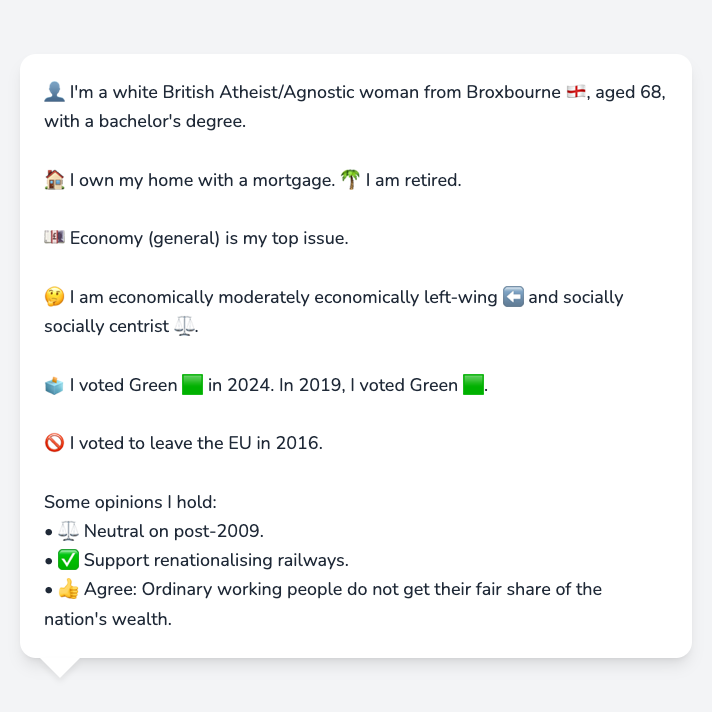 👤 I'm a white British Atheist/Agnostic woman from Broxbourne 🏴󠁧󠁢󠁥󠁮󠁧󠁿, aged 68,
with a bachelor's degree.
🏠 I own my home with a mortgage. 🌴 I am retired.
💷 Economy (general) is my top issue.
🤔 I am economically moderately economically left-wing ⬅️ and socially
socially centrist ⚖️.
🗳️ I voted Green 🟩 in 2024. In 2019, I voted Green 🟩.
🚫 I voted to leave the EU in 2016.
Some opinions I hold:
• ⚖️ Neutral on post-2009.
• ✅ Support renationalising railways.
• 👍 Agree: Ordinary working people do not get their fair share of the
nation's wealth.